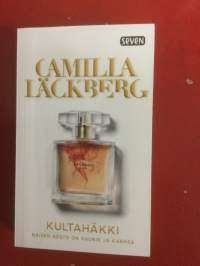 SEVEN
CAMILLA
LÄCKBERG
KULTAHÄKKI
NAISEN KOSTO ON KAUNIS JA KAAMEA